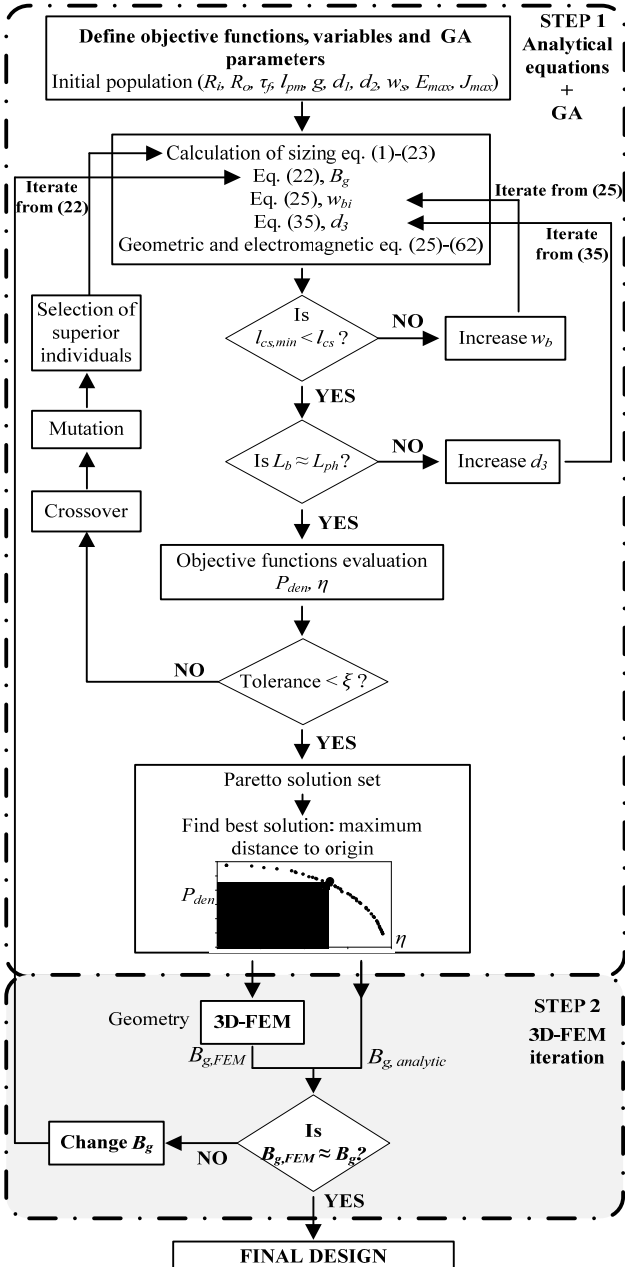 STEP 1
Analytical
equations
+
GA
Define objective functions, variables and GA
parameters
Initial population (Ri, Ro, τf, lpm, g, d1, d2, ws, Emax, Jmax)
Calculation of sizing eq. (1)-(23)
Eq. (22), Bg
Eq. (25), wbi
Eq. (35), d3
Geometric and electromagnetic eq. (25)-(62)
Iterate
from (22)
Iterate from (25)
Iterate
from (35)
Is
lcs,min < lcs ?
NO
Increase wb
YES
Is Lb ≈ Lph?
NO
Increase d3
YES
Selection of
superior
individuals
Mutation
Crossover
Objective functions evaluation
Pden, η
NO
Tolerance < ξ ?
YES
Paretto solution set
Find best solution: maximum
distance to origin
Pden
η
STEP 2
3D-FEM
iteration
Geometry
3D-FEM
Bg,FEM
Bg, analytic
Is
Bg,FEM ≈ Bg?
NO
Change Bg
YES
FINAL DESIGN